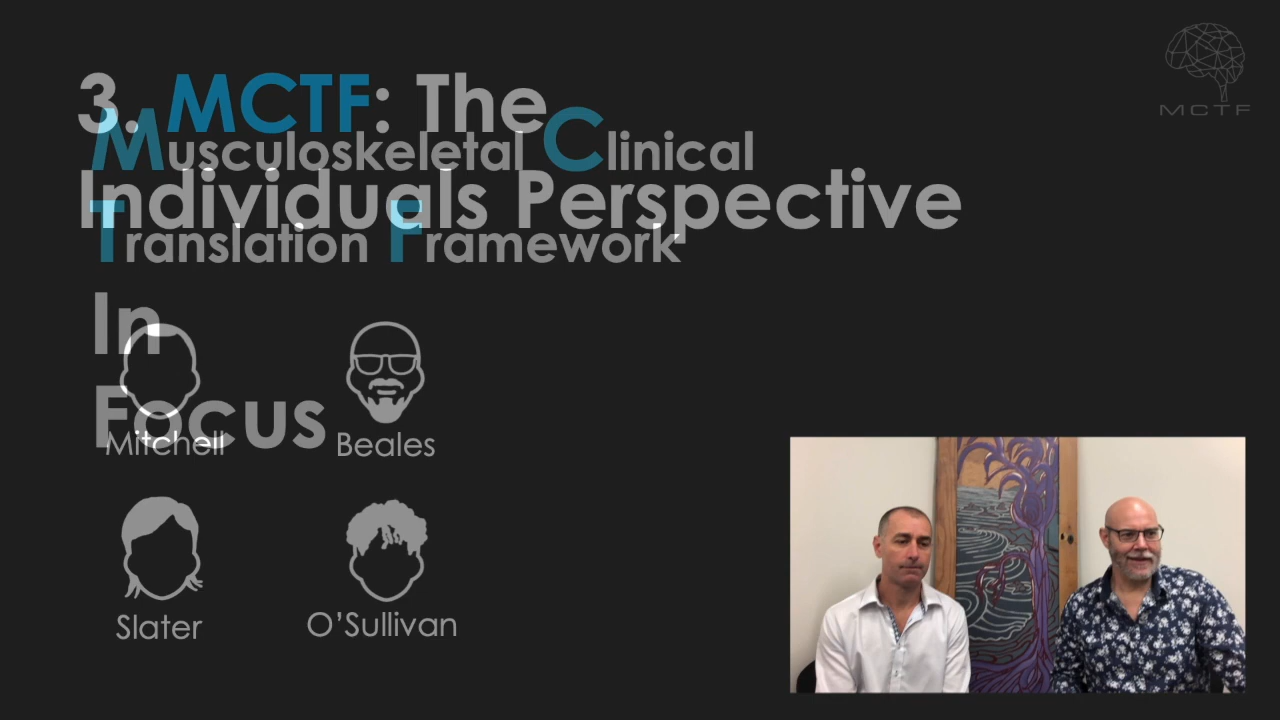 3. MCTF: The
Individuals Perspective
Musculoskeletal Clinical
Translation Framework
In
Focus
Mitchell
Beales
Slater
O'Sullivan
MCTF